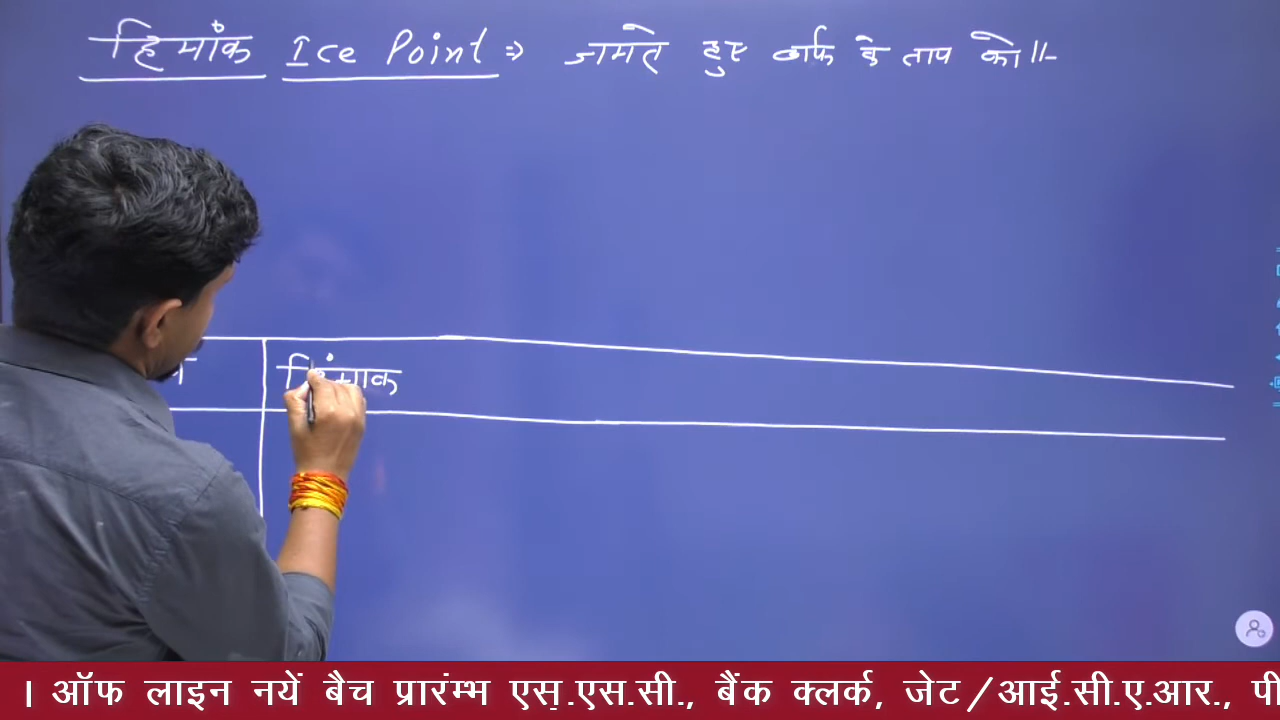 हिमांक Ice Point ⇒ जमते हुए बर्फ के ताप को ||-
हिंमाक
। ऑफ लाइन नयें बैच प्रारंम्भ एस्.एस.सी., बैंक क्लर्क, जेट/आई.सी.ए.आर., पी